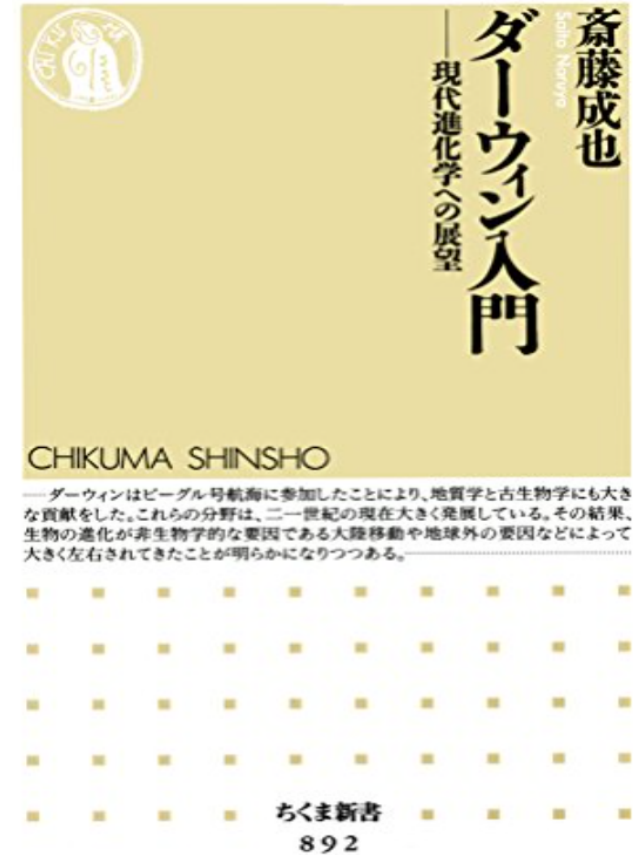 斎藤成也
Saito Naruya
ダーウィン入門
──現代進化学への展望
CHIKUMA
CHIKUMA SHINSHO
──ダーウィンはビーグル号航海に参加したことにより、地質学と古生物学にも大き
な貢献をした。これらの分野は、二一世紀の現在大きく発展している。その結果、
生物の進化が非生物学的な要因である大陸移動や地球外の要因などによって
大きく左右されてきたことが明らかになりつつある。
ちくま新書
892